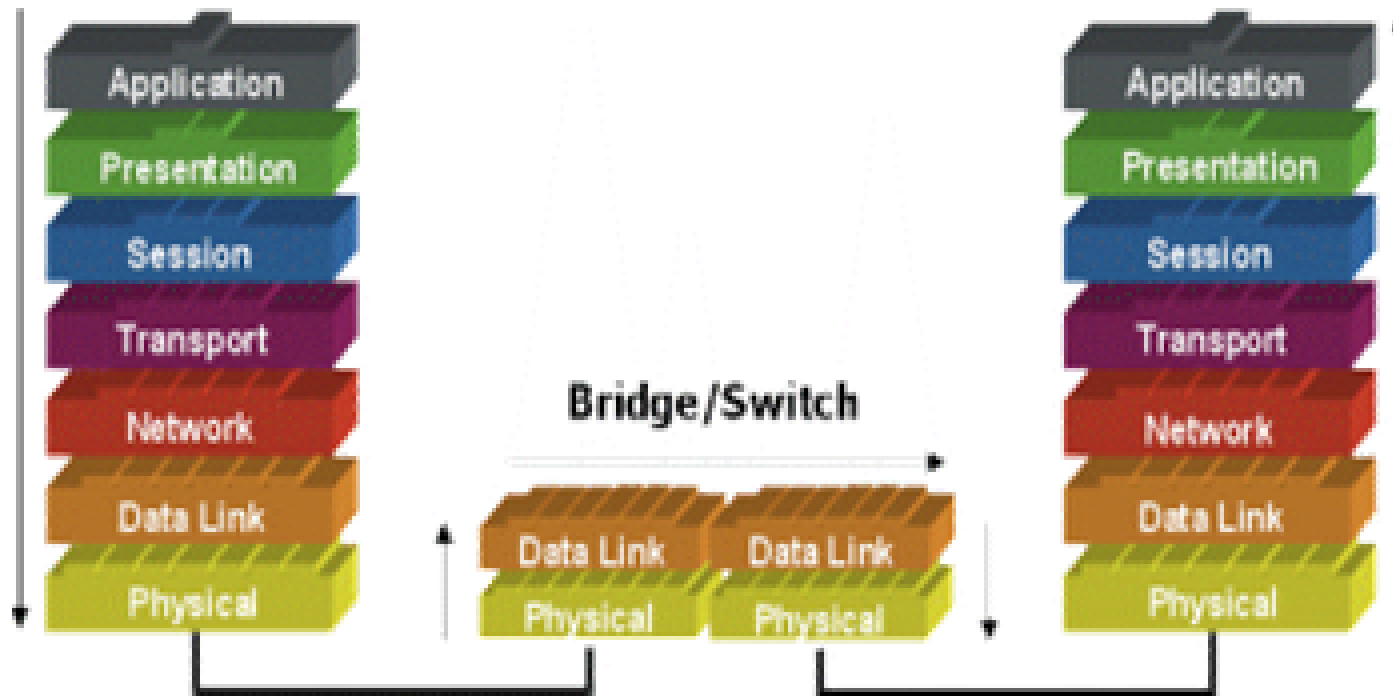 Application
Presentation
Session
Transport
Network
Data Link
Physical
Bridge/Switch
Data Link
Data Link
Physical
Physical
Application
Presentation
Session
Transport
Network
Data Link
Physical